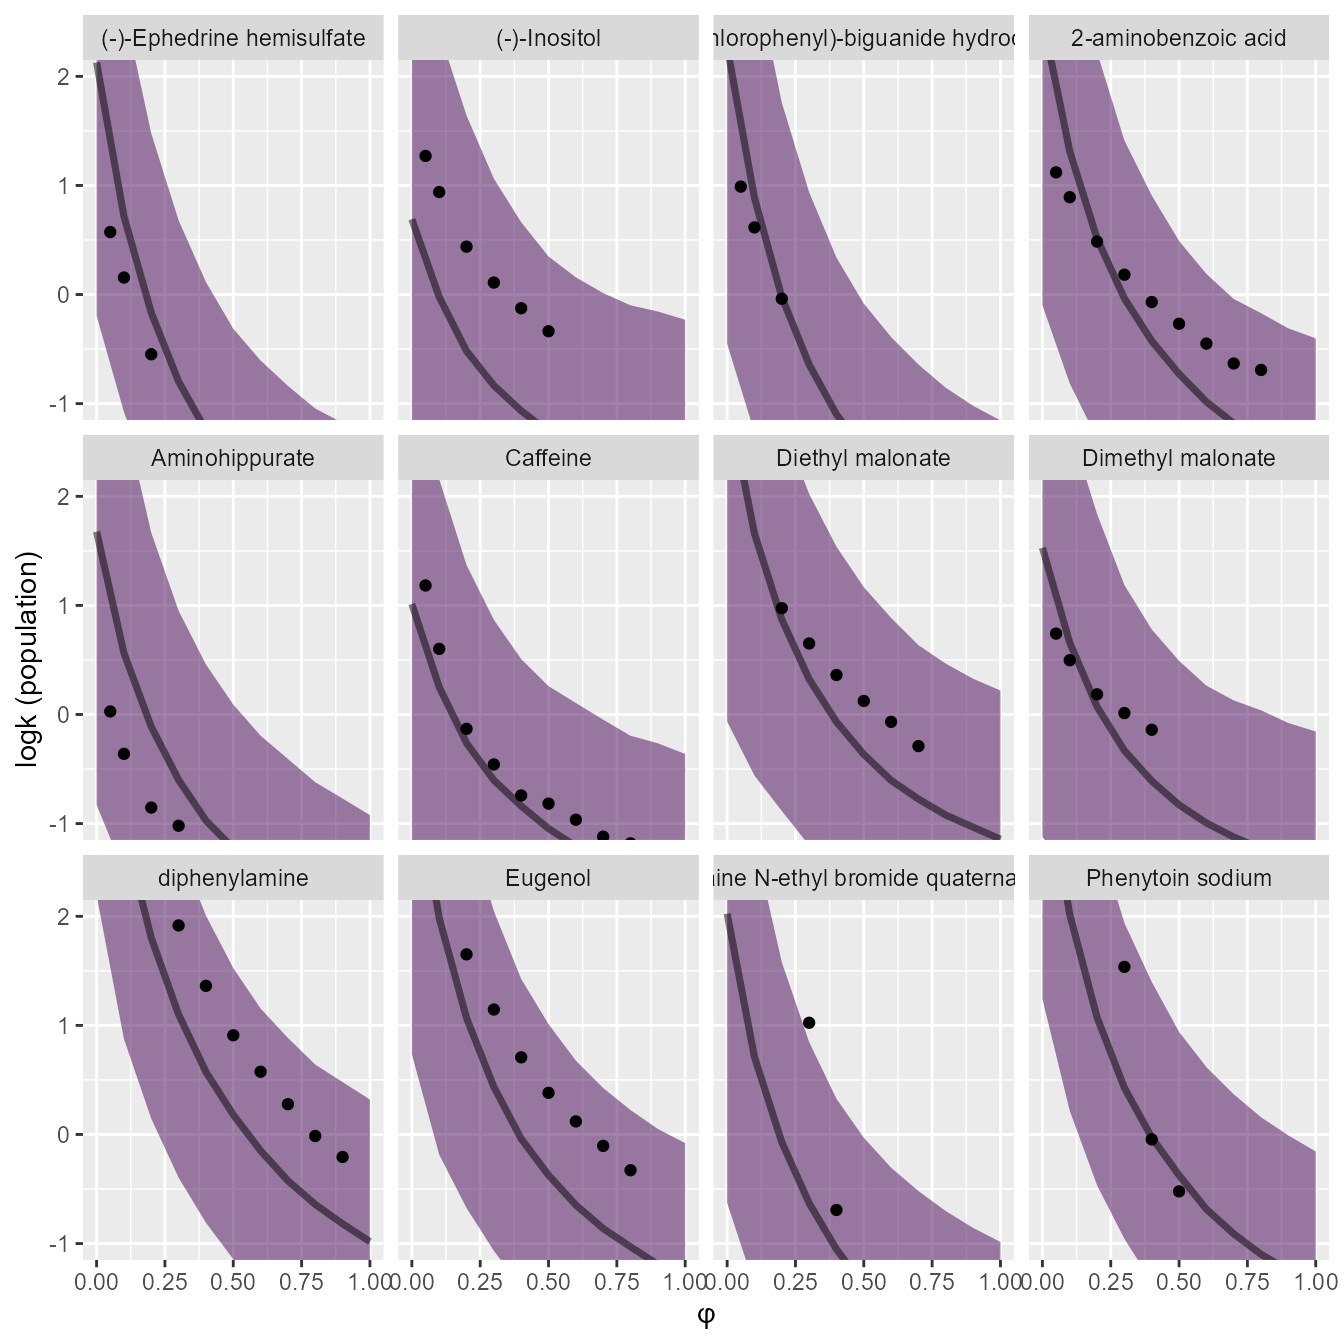 (-)-Ephedrine hemisulfate
(-)-Inositol
hlorophenyl)-biguanide hydroc
2-aminobenzoic acid
2
1
0
-1
Aminohippurate
Caffeine
Diethyl malonate
Dimethyl malonate
2
1
0
-1
logk (population)
diphenylamine
Eugenol
ine N-ethyl bromide quaterna
Phenytoin sodium
2
1
0
-1
0.00 0.25 0.50 0.75 1.00
0.00 0.25 0.50 0.75 1.00
0.00 0.25 0.50 0.75 1.00
0.00 0.25 0.50 0.75 1.00
φ